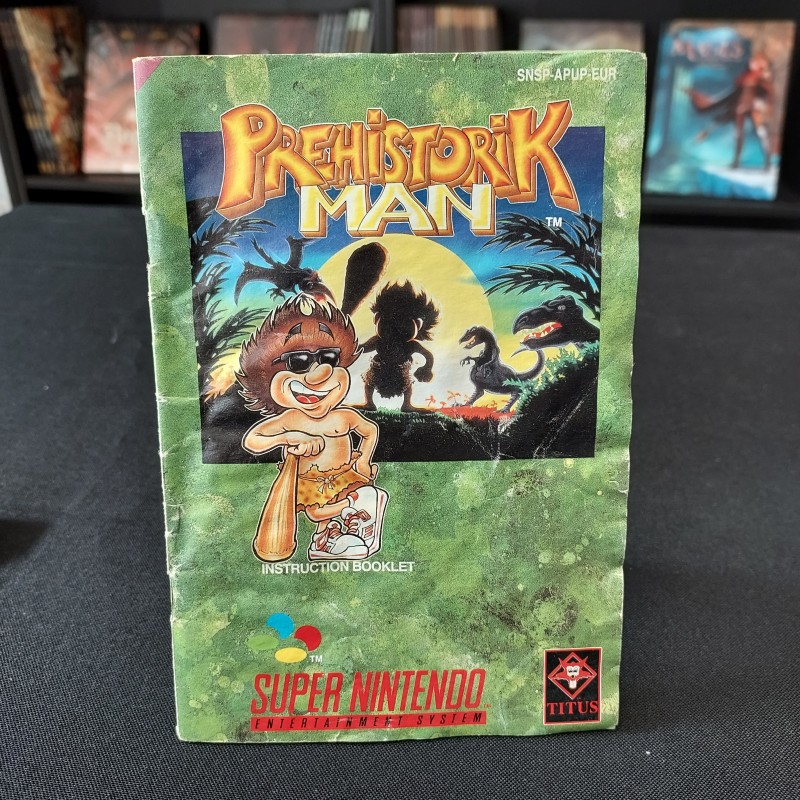 SNSP-APUP-EUR
PREHISTORIK
MAN
TM
INSTRUCTION BOOKLET
TM
SUPER NINTENDO
ENTERTAINMENT SYSTEM
TITUS